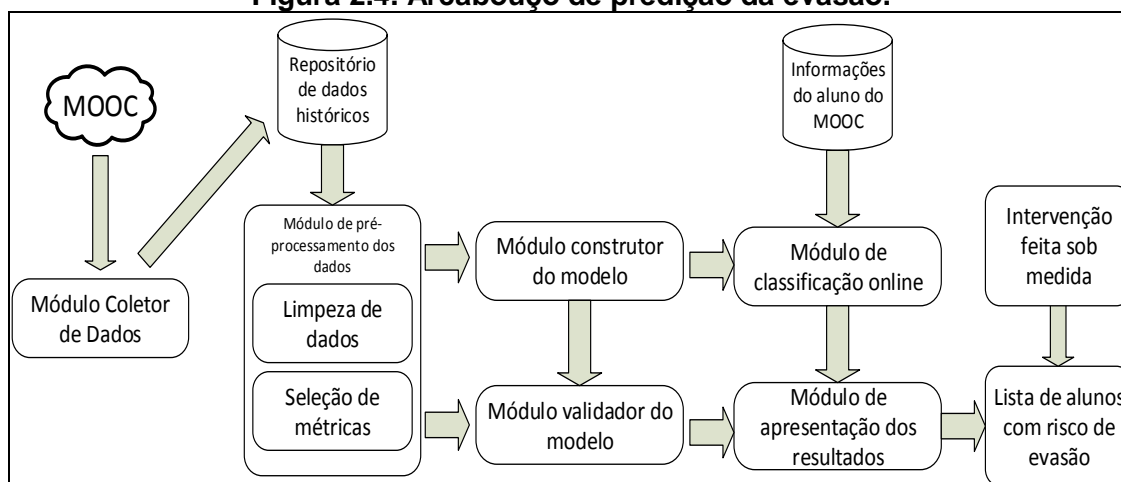 Figura 2.4: Arcabouço de predição da evasão.
MOOC
Módulo Coletor
de Dados
Repositório
de dados
históricos
Módulo de pré-
processamento dos
dados
Limpeza de
dados
Seleção de
métricas
Módulo construtor
do modelo
Módulo validador do
modelo
Informações
do aluno do
MOOC
Módulo de
classificação online
Módulo de
apresentação dos
resultados
Intervenção
feita sob
medida
Lista de alunos
com risco de
evasão